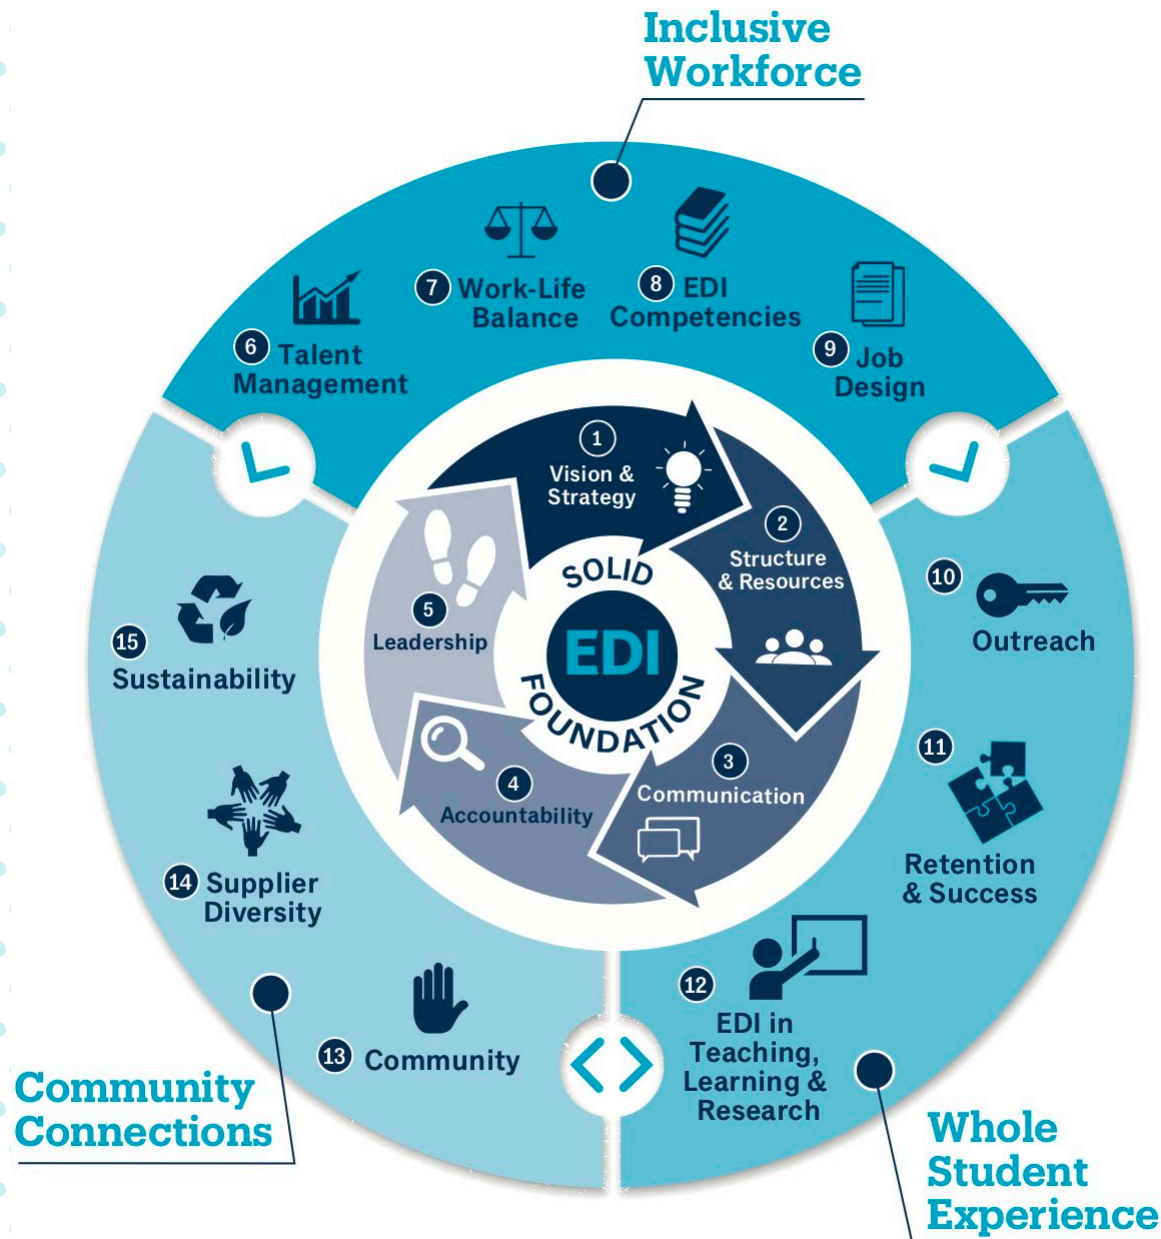 Inclusive
Workforce
6 Talent
Management
7 Work-Life
Balance
8 EDI
Competencies
9 Job
Design
1
Vision &
Strategy
2
Structure
& Resources
3
Communication
4
Accountability
5
Leadership
SOLID
EDI
FOUNDATION
10
Outreach
11
Retention
& Success
12
EDI in
Teaching,
Learning &
Research
13 Community
14 Supplier
Diversity
15
Sustainability
Community
Connections
Whole
Student
Experience